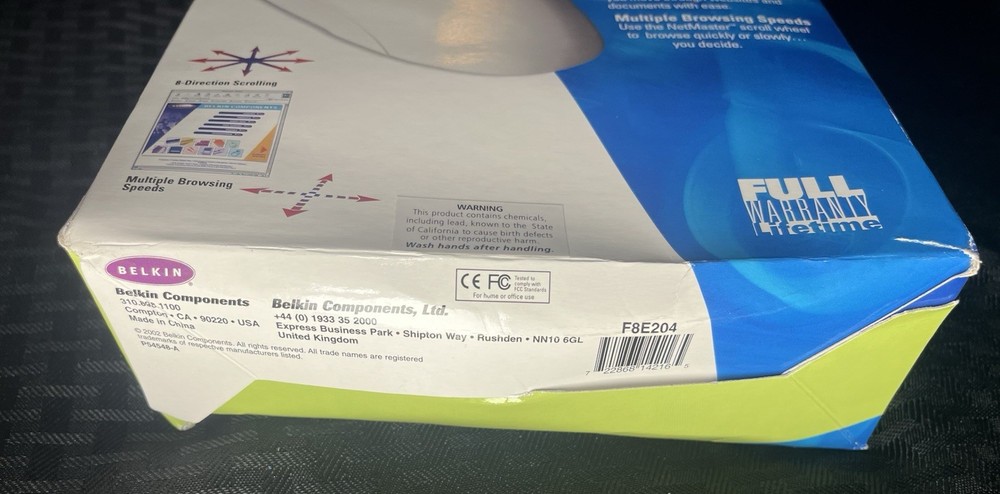 documents with ease.
Multiple Browsing Speeds
Use the NetMaster™ scroll wheel
to browse quickly or slowly...
you decide.
8-Direction Scrolling
BELKIN COMPONENTS
Multiple Browsing
Speeds
WARNING
This product contains chemicals,
including lead, known to the State
of California to cause birth defects
or other reproductive harm.
Wash hands after handling.
FULL
WARRANTY
Lifetime
BELKIN®
Belkin Components
310.898.1100
Compton • CA • 90220 • USA
Made in China
Belkin Components, Ltd.
+44 (0) 1933 35 2000
Express Business Park • Shipton Way • Rushden • NN10 6GL
United Kingdom
© 2002 Belkin Components. All rights reserved. All trade names are registered
trademarks of respective manufacturers listed.
P54548-A
CE FC Tested to
comply with
FCC Standards
For home or office use
F8E204
7 22868 14216 5